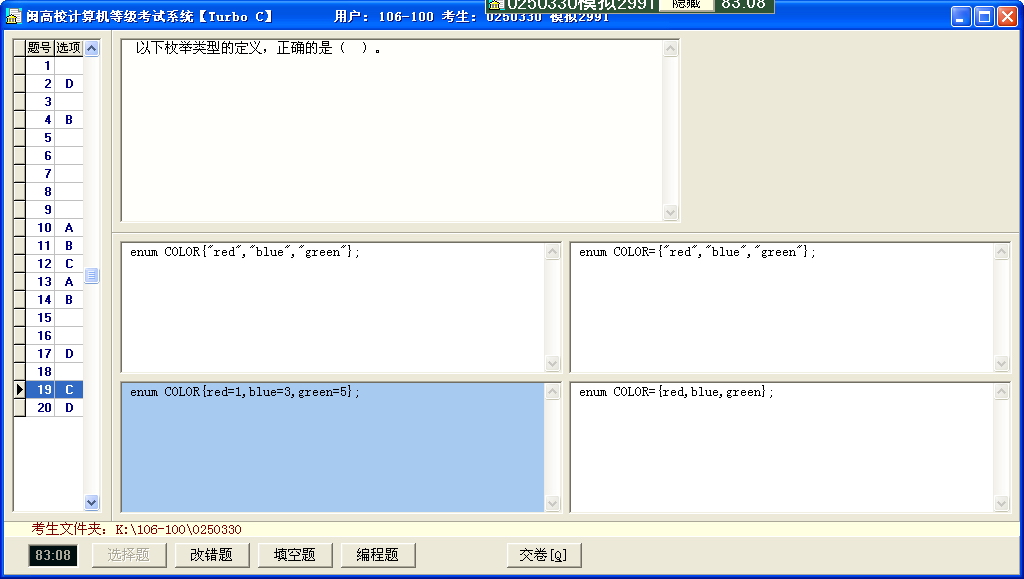 闽高校计算机等级考试系统【Turbo C】 用户: 106-100 考生: 0250330 模拟2991
0250330模拟2991 隐藏 83:08
题号 选项
以下枚举类型的定义，正确的是（　）。
1
2 D
3
4 B
5
6
7
8
9
10 A
11 B
12 C
13 A
14 B
15
16
17 D
18
19 C
20 D
enum COLOR{"red","blue","green"};
enum COLOR={"red","blue","green"};
enum COLOR{red=1,blue=3,green=5};
enum COLOR={red,blue,green};
考生文件夹: K:\106-100\0250330
83:08 选择题 改错题 填空题 编程题 交卷[Q]